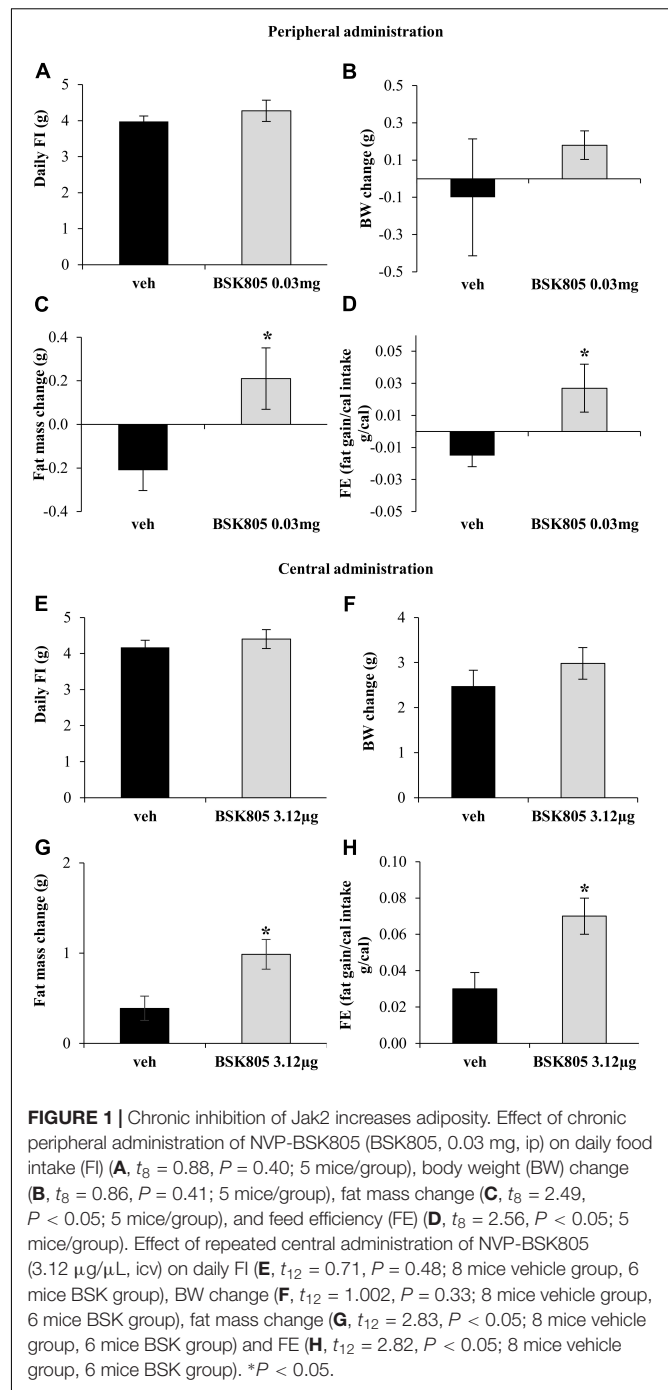 Peripheral administration
A
Daily FI (g)
5
4
3
2
1
0
veh
BSK805 0.03mg
B
BW change (g)
0.5
0.3
0.1
-0.1
-0.3
-0.5
veh
BSK805 0.03mg
C
Fat mass change (g)
0.4
0.2
0.0
-0.2
-0.4
*
veh
BSK805 0.03mg
D
FE (fat gain/cal intake
g/cal)
0.05
0.03
0.01
-0.01
-0.03
-0.05
*
veh
BSK805 0.03mg
Central administration
E
Daily FI (g)
5
4
3
2
1
0
veh
BSK805 3.12µg
F
BW change (g)
4
3
2
1
0
veh
BSK805 3.12µg
G
Fat mass change (g)
2
1
0
*
veh
BSK805 3.12µg
H
FE (fat gain/cal intake
g/cal)
0.10
0.08
0.06
0.04
0.02
0.00
*
veh
BSK805 3.12µg
FIGURE 1 | Chronic inhibition of Jak2 increases adiposity. Effect of chronic
peripheral administration of NVP-BSK805 (BSK805, 0.03 mg, ip) on daily food
intake (FI) (A, t8 = 0.88, P = 0.40; 5 mice/group), body weight (BW) change
(B, t8 = 0.86, P = 0.41; 5 mice/group), fat mass change (C, t8 = 2.49,
P < 0.05; 5 mice/group), and feed efficiency (FE) (D, t8 = 2.56, P < 0.05; 5
mice/group). Effect of repeated central administration of NVP-BSK805
(3.12 µg/µL, icv) on daily FI (E, t12 = 0.71, P = 0.48; 8 mice vehicle group, 6
mice BSK group), BW change (F, t12 = 1.002, P = 0.33; 8 mice vehicle group,
6 mice BSK group), fat mass change (G, t12 = 2.83, P < 0.05; 8 mice vehicle
group, 6 mice BSK group) and FE (H, t12 = 2.82, P < 0.05; 8 mice vehicle
group, 6 mice BSK group). *P < 0.05.